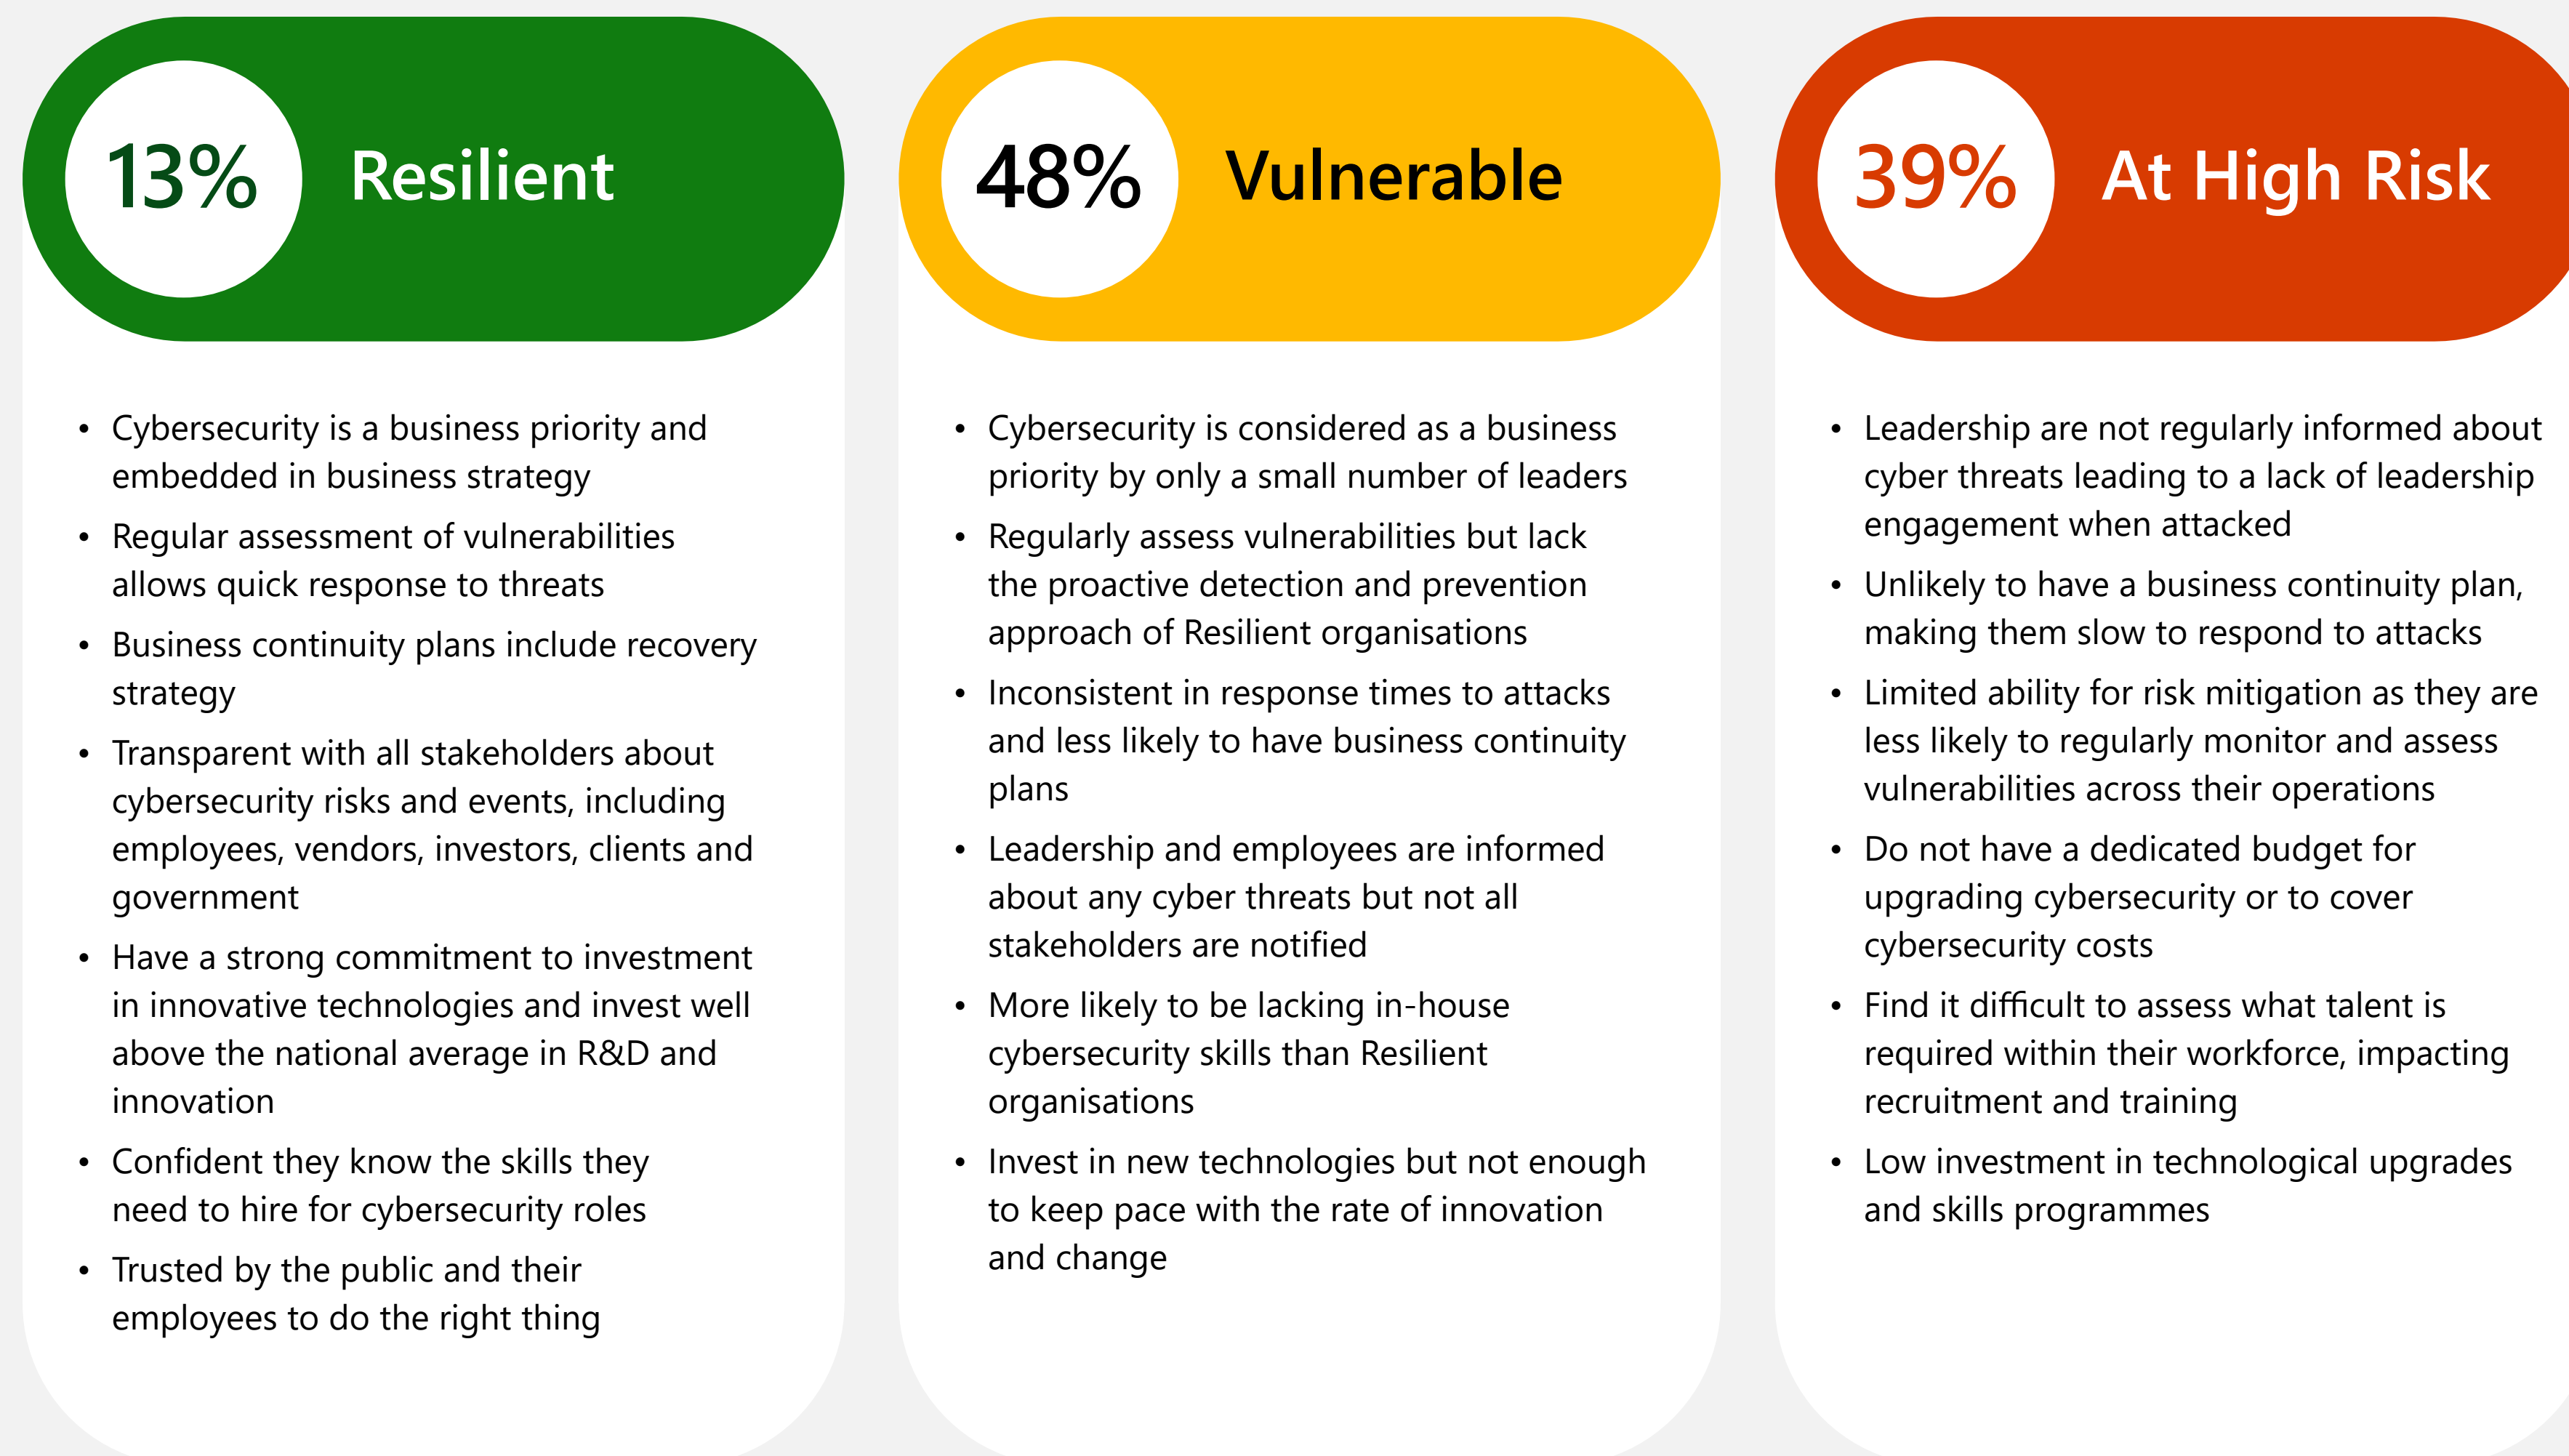 13%
Resilient
• Cybersecurity is a business priority and
embedded in business strategy
• Regular assessment of vulnerabilities
allows quick response to threats
• Business continuity plans include recovery
strategy
• Transparent with all stakeholders about
cybersecurity risks and events, including
employees, vendors, investors, clients and
government
• Have a strong commitment to investment
in innovative technologies and invest well
above the national average in R&D and
innovation
• Confident they know the skills they
need to hire for cybersecurity roles
• Trusted by the public and their
employees to do the right thing
48%
Vulnerable
• Cybersecurity is considered as a business
priority by only a small number of leaders
• Regularly assess vulnerabilities but lack
the proactive detection and prevention
approach of Resilient organisations
• Inconsistent in response times to attacks
and less likely to have business continuity
plans
• Leadership and employees are informed
about any cyber threats but not all
stakeholders are notified
• More likely to be lacking in-house
cybersecurity skills than Resilient
organisations
• Invest in new technologies but not enough
to keep pace with the rate of innovation
and change
39%
At High Risk
• Leadership are not regularly informed about
cyber threats leading to a lack of leadership
engagement when attacked
• Unlikely to have a business continuity plan,
making them slow to respond to attacks
• Limited ability for risk mitigation as they are
less likely to regularly monitor and assess
vulnerabilities across their operations
• Do not have a dedicated budget for
upgrading cybersecurity or to cover
cybersecurity costs
• Find it difficult to assess what talent is
required within their workforce, impacting
recruitment and training
• Low investment in technological upgrades
and skills programmes